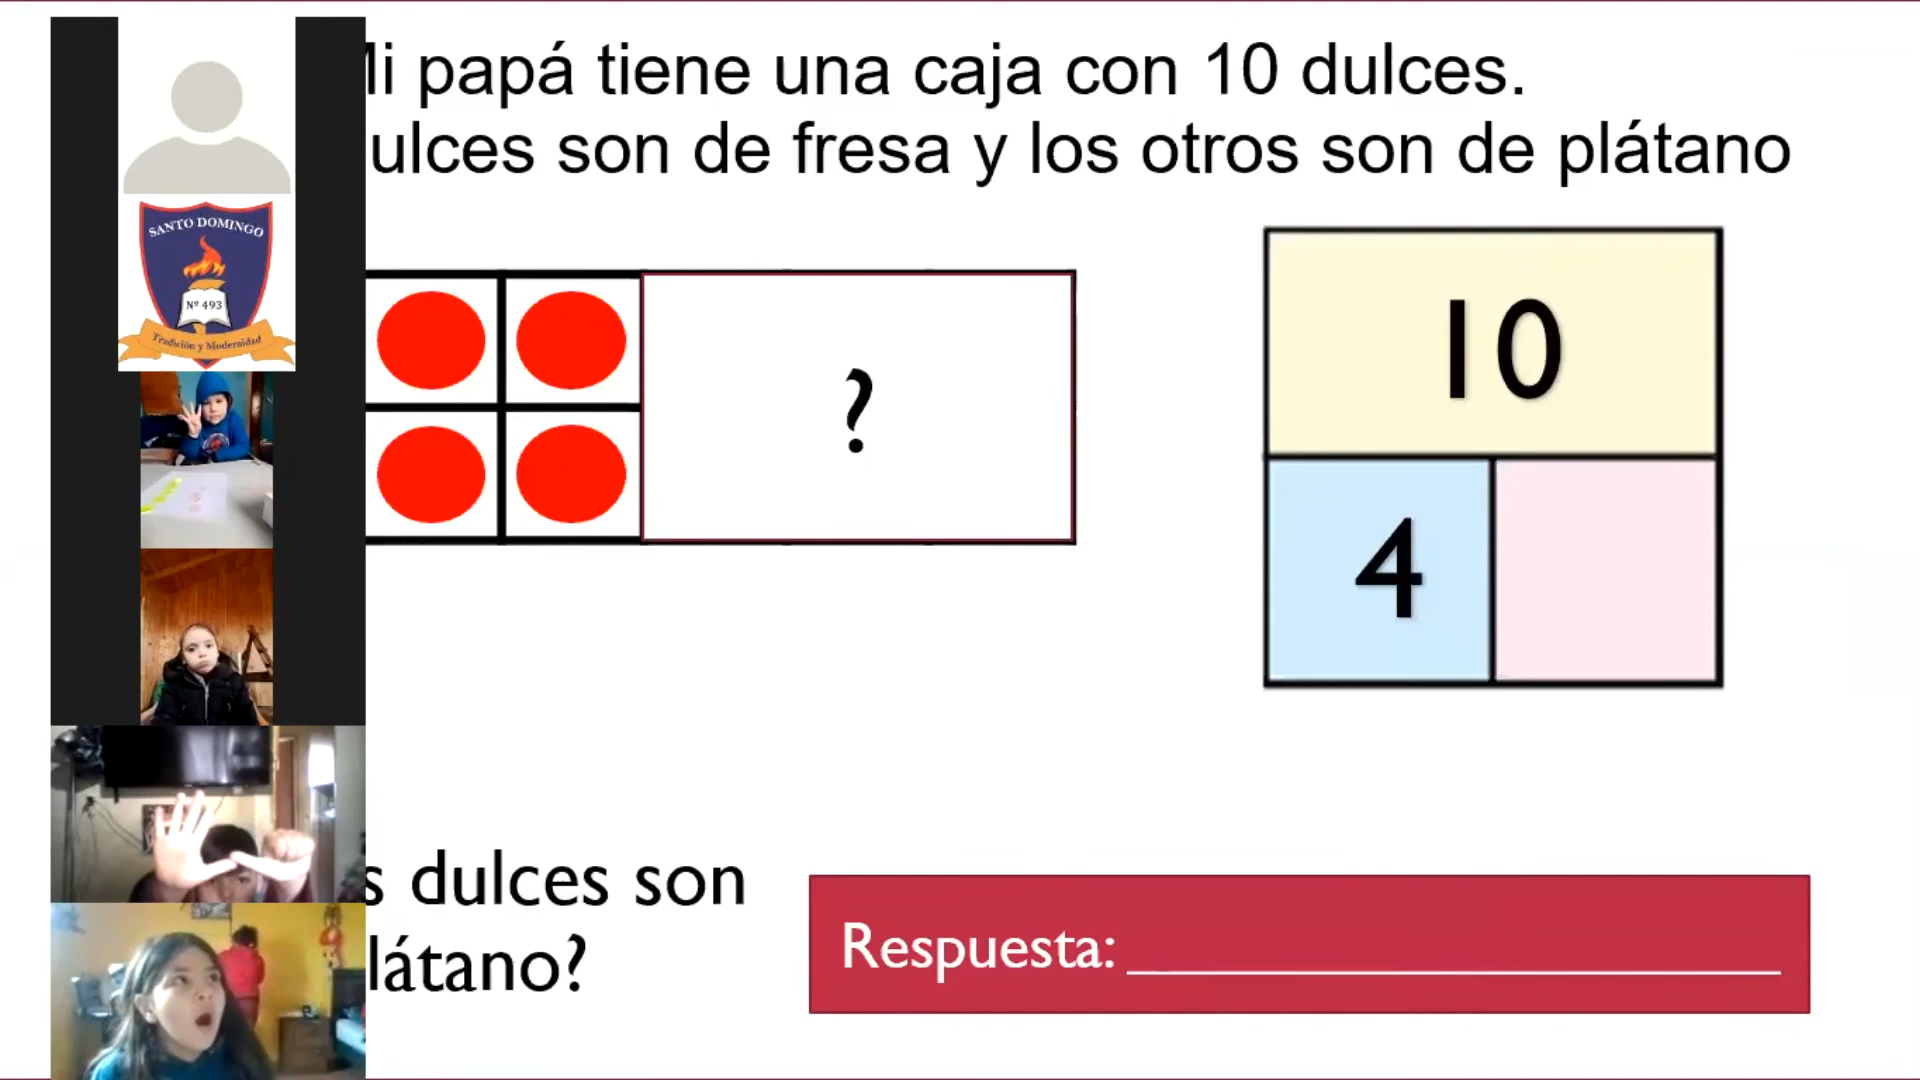 Mi papá tiene una caja con 10 dulces.
ulces son de fresa y los otros son de plátano
SANTO DOMINGO
Nº 493
Tradición y Modernidad
?
10
4
s dulces son
látano?
Respuesta: